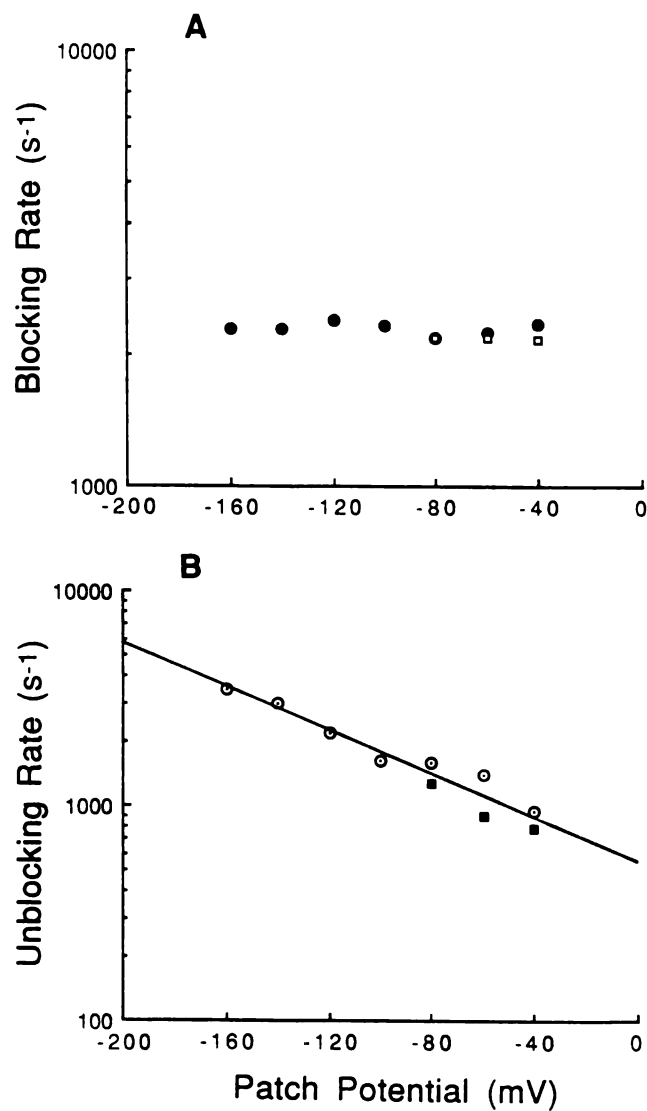 A
10000
Blocking Rate (s-1)
1000
-200 -160 -120 -80 -40 0
B
10000
Unblocking Rate (s-1)
1000
100
-200 -160 -120 -80 -40 0
Patch Potential (mV)